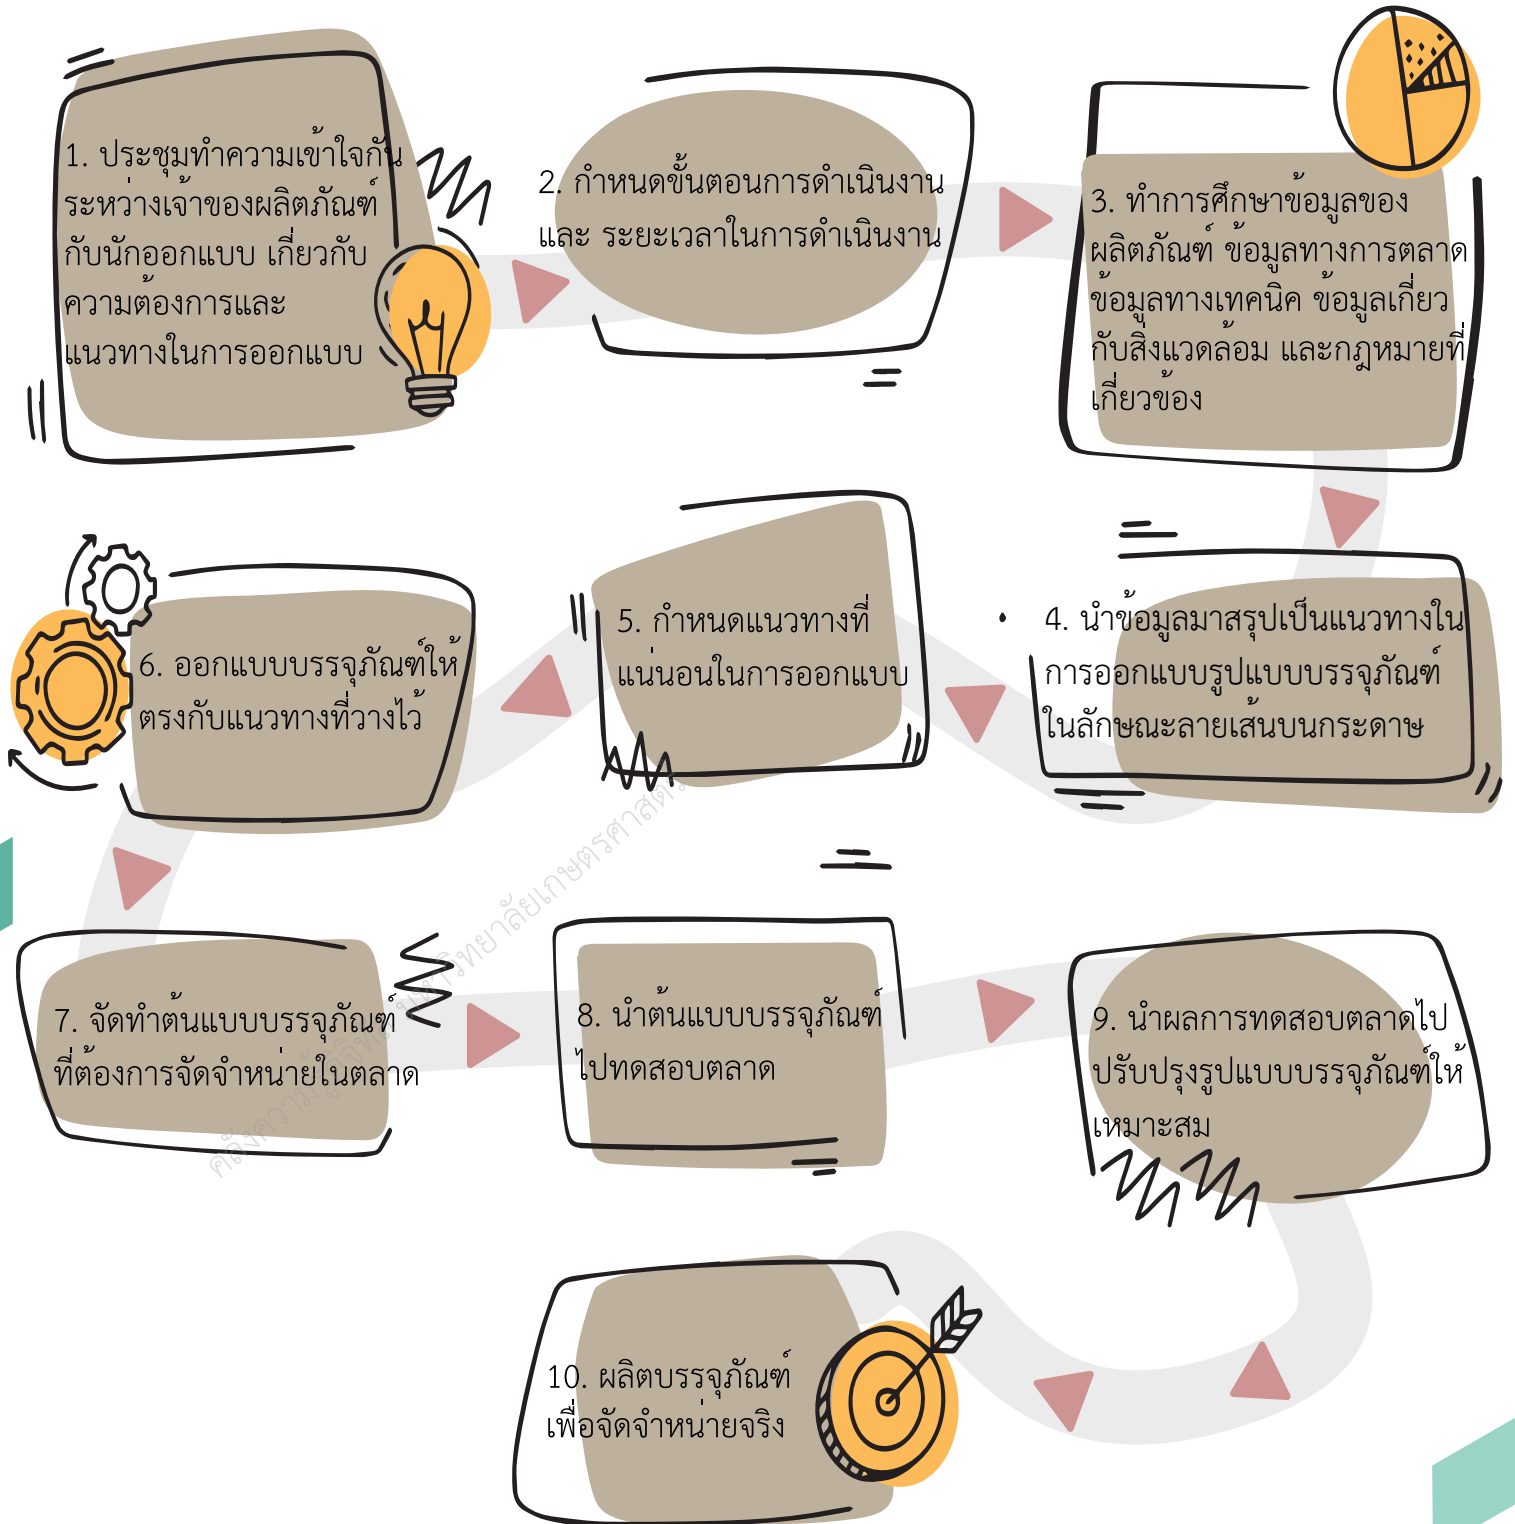 1. ประชุมทำความเข้าใจกัน
ระหว่างเจ้าของผลิตภัณฑ์
กับนักออกแบบ เกี่ยวกับ
ความต้องการและ
แนวทางในการออกแบบ
2. กำหนดขั้นตอนการดำเนินงาน
และ ระยะเวลาในการดำเนินงาน
3. ทำการศึกษาข้อมูลของ
ผลิตภัณฑ์ ข้อมูลทางการตลาด
ข้อมูลทางเทคนิค ข้อมูลเกี่ยว
กับสิ่งแวดล้อม และกฎหมายที่
เกี่ยวข้อง
• 4. นำข้อมูลมาสรุปเป็นแนวทางใน
การออกแบบรูปแบบบรรจุภัณฑ์
ในลักษณะลายเส้นบนกระดาษ
5. กำหนดแนวทางที่
แน่นอนในการออกแบบ
6. ออกแบบบรรจุภัณฑ์ให้
ตรงกับแนวทางที่วางไว้
7. จัดทำต้นแบบบรรจุภัณฑ์
ที่ต้องการจัดจำหน่ายในตลาด
8. นำต้นแบบบรรจุภัณฑ์
ไปทดสอบตลาด
9. นำผลการทดสอบตลาดไป
ปรับปรุงรูปแบบบรรจุภัณฑ์ให้
เหมาะสม
10. ผลิตบรรจุภัณฑ์
เพื่อจัดจำหน่ายจริง